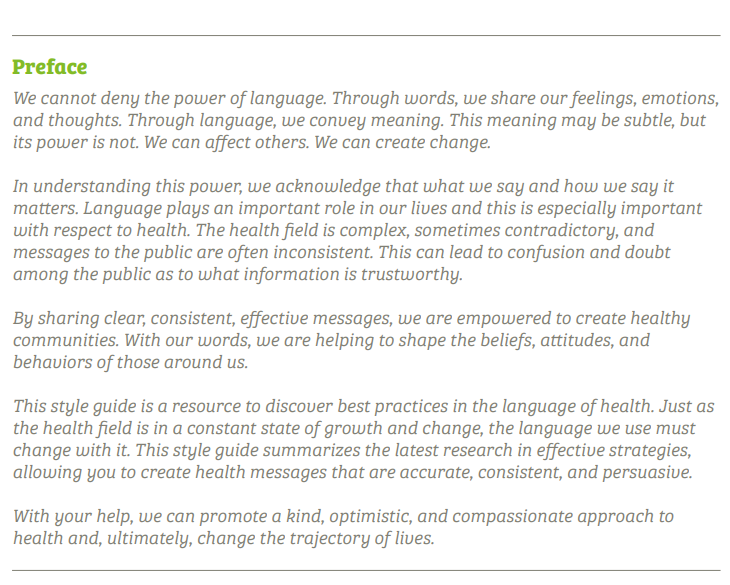 Preface
We cannot deny the power of language. Through words, we share our feelings, emotions,
and thoughts. Through language, we convey meaning. This meaning may be subtle, but
its power is not. We can affect others. We can create change.
In understanding this power, we acknowledge that what we say and how we say it
matters. Language plays an important role in our lives and this is especially important
with respect to health. The health field is complex, sometimes contradictory, and
messages to the public are often inconsistent. This can lead to confusion and doubt
among the public as to what information is trustworthy.
By sharing clear, consistent, effective messages, we are empowered to create healthy
communities. With our words, we are helping to shape the beliefs, attitudes, and
behaviors of those around us.
This style guide is a resource to discover best practices in the language of health. Just as
the health field is in a constant state of growth and change, the language we use must
change with it. This style guide summarizes the latest research in effective strategies,
allowing you to create health messages that are accurate, consistent, and persuasive.
With your help, we can promote a kind, optimistic, and compassionate approach to
health and, ultimately, change the trajectory of lives.